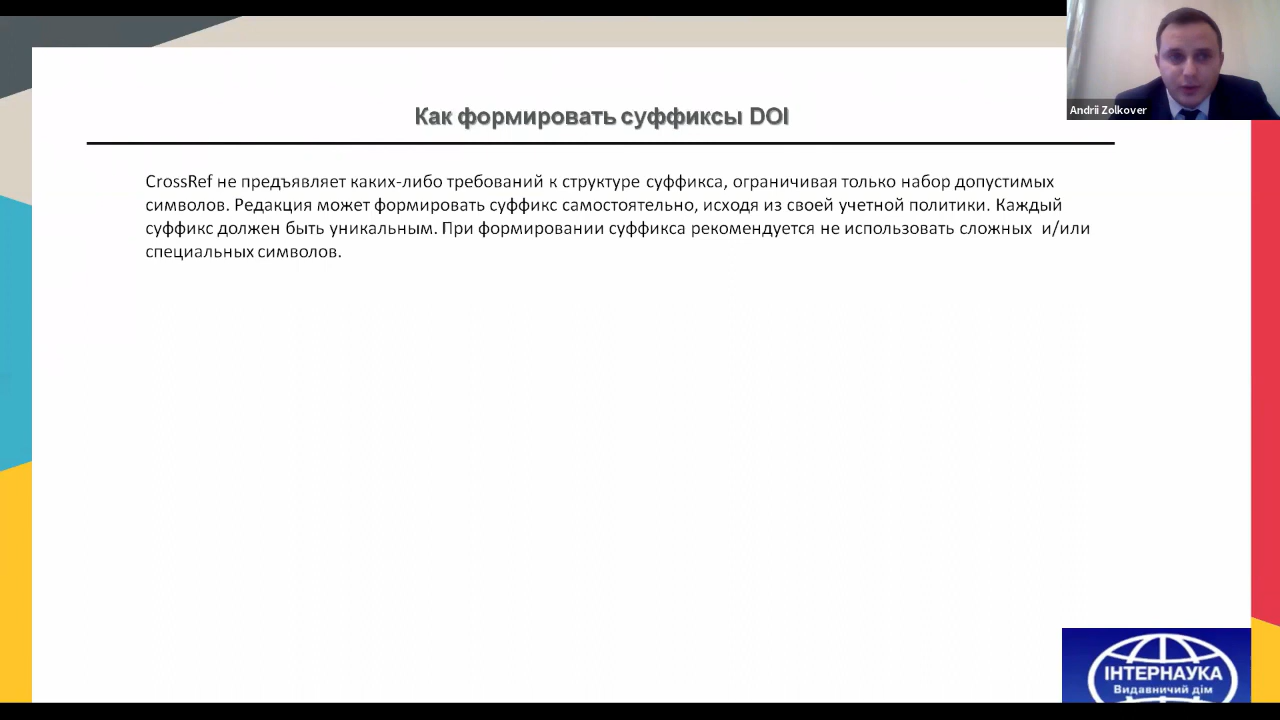 Andrii Zolkover
Как формировать суффиксы DOI
CrossRef не предъявляет каких-либо требований к структуре суффикса, ограничивая только набор допустимых
символов. Редакция может формировать суффикс самостоятельно, исходя из своей учетной политики. Каждый
суффикс должен быть уникальным. При формировании суффикса рекомендуется не использовать сложных  и/или
специальных символов.
ІНТЕРНАУКА
Видавничий дім